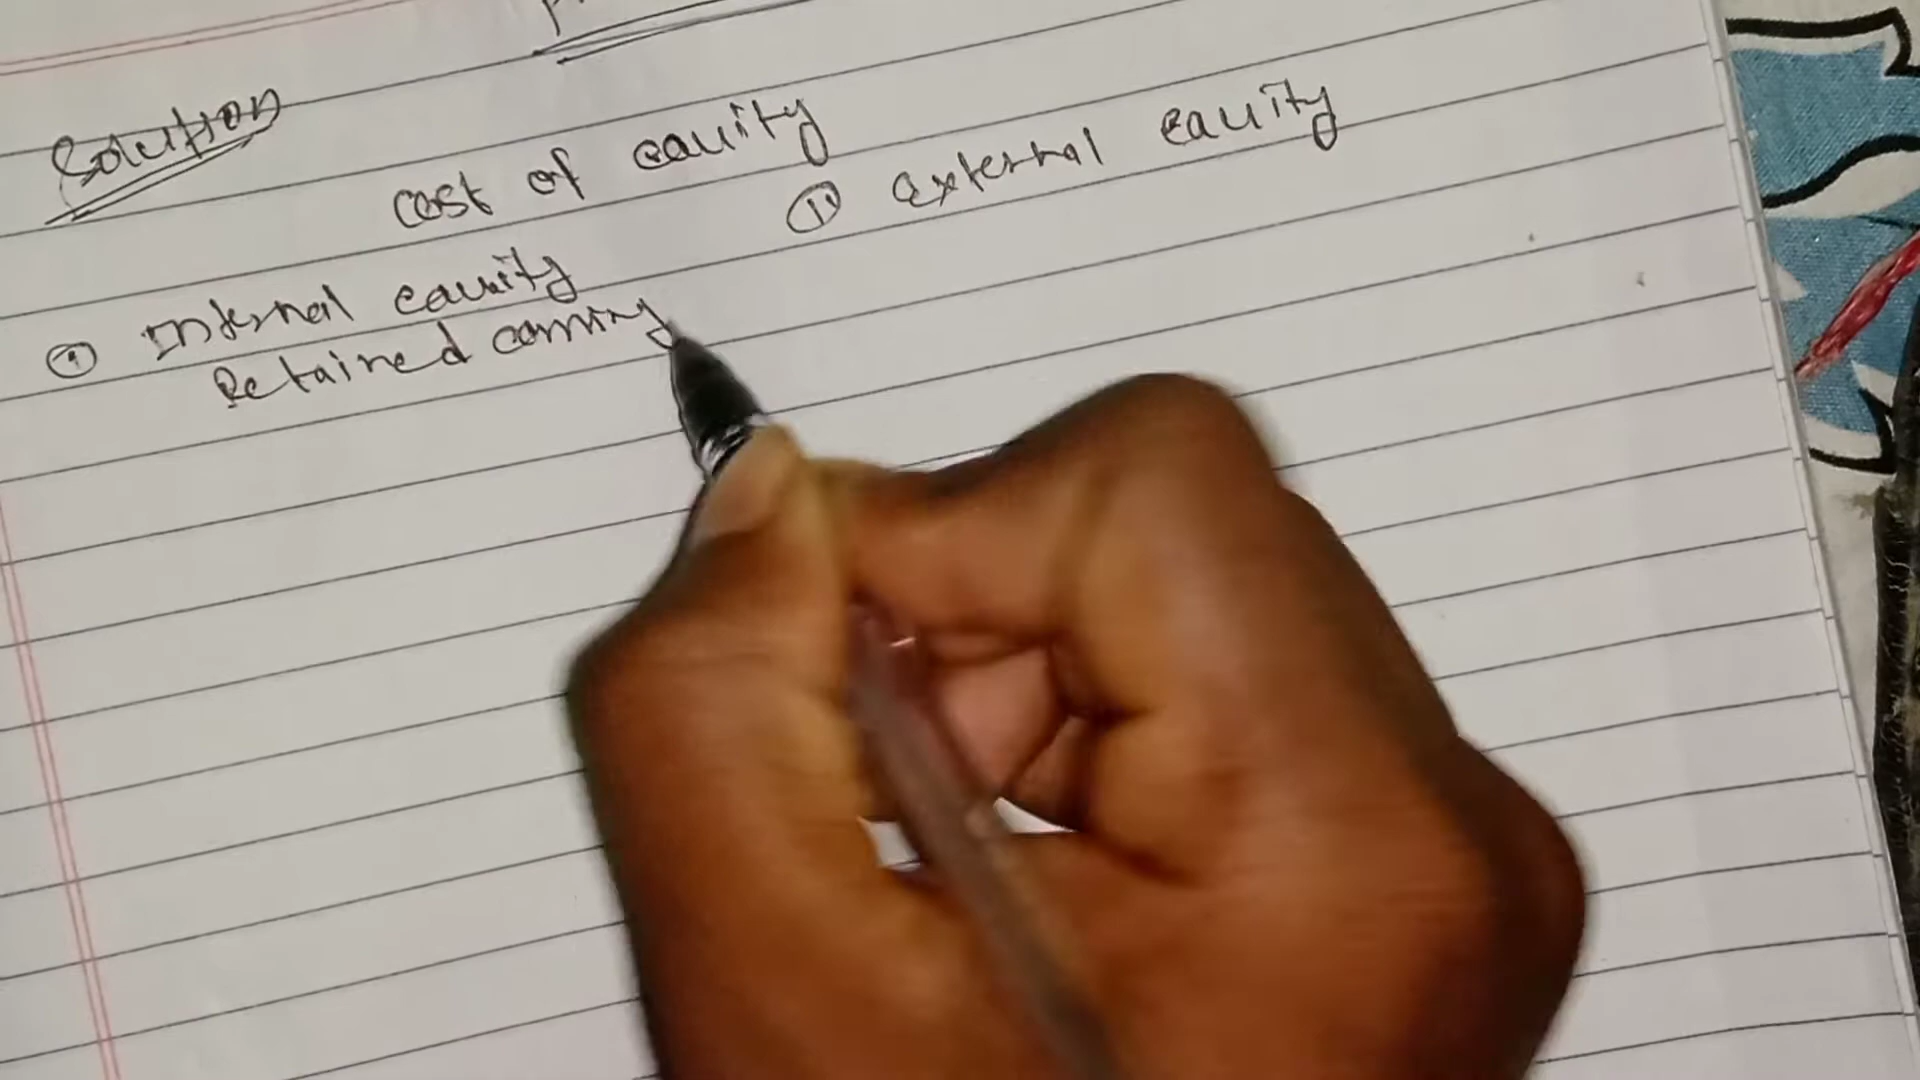 Solution
cost of equity
(i) Internal equity
(ii) external equity
Retained earning